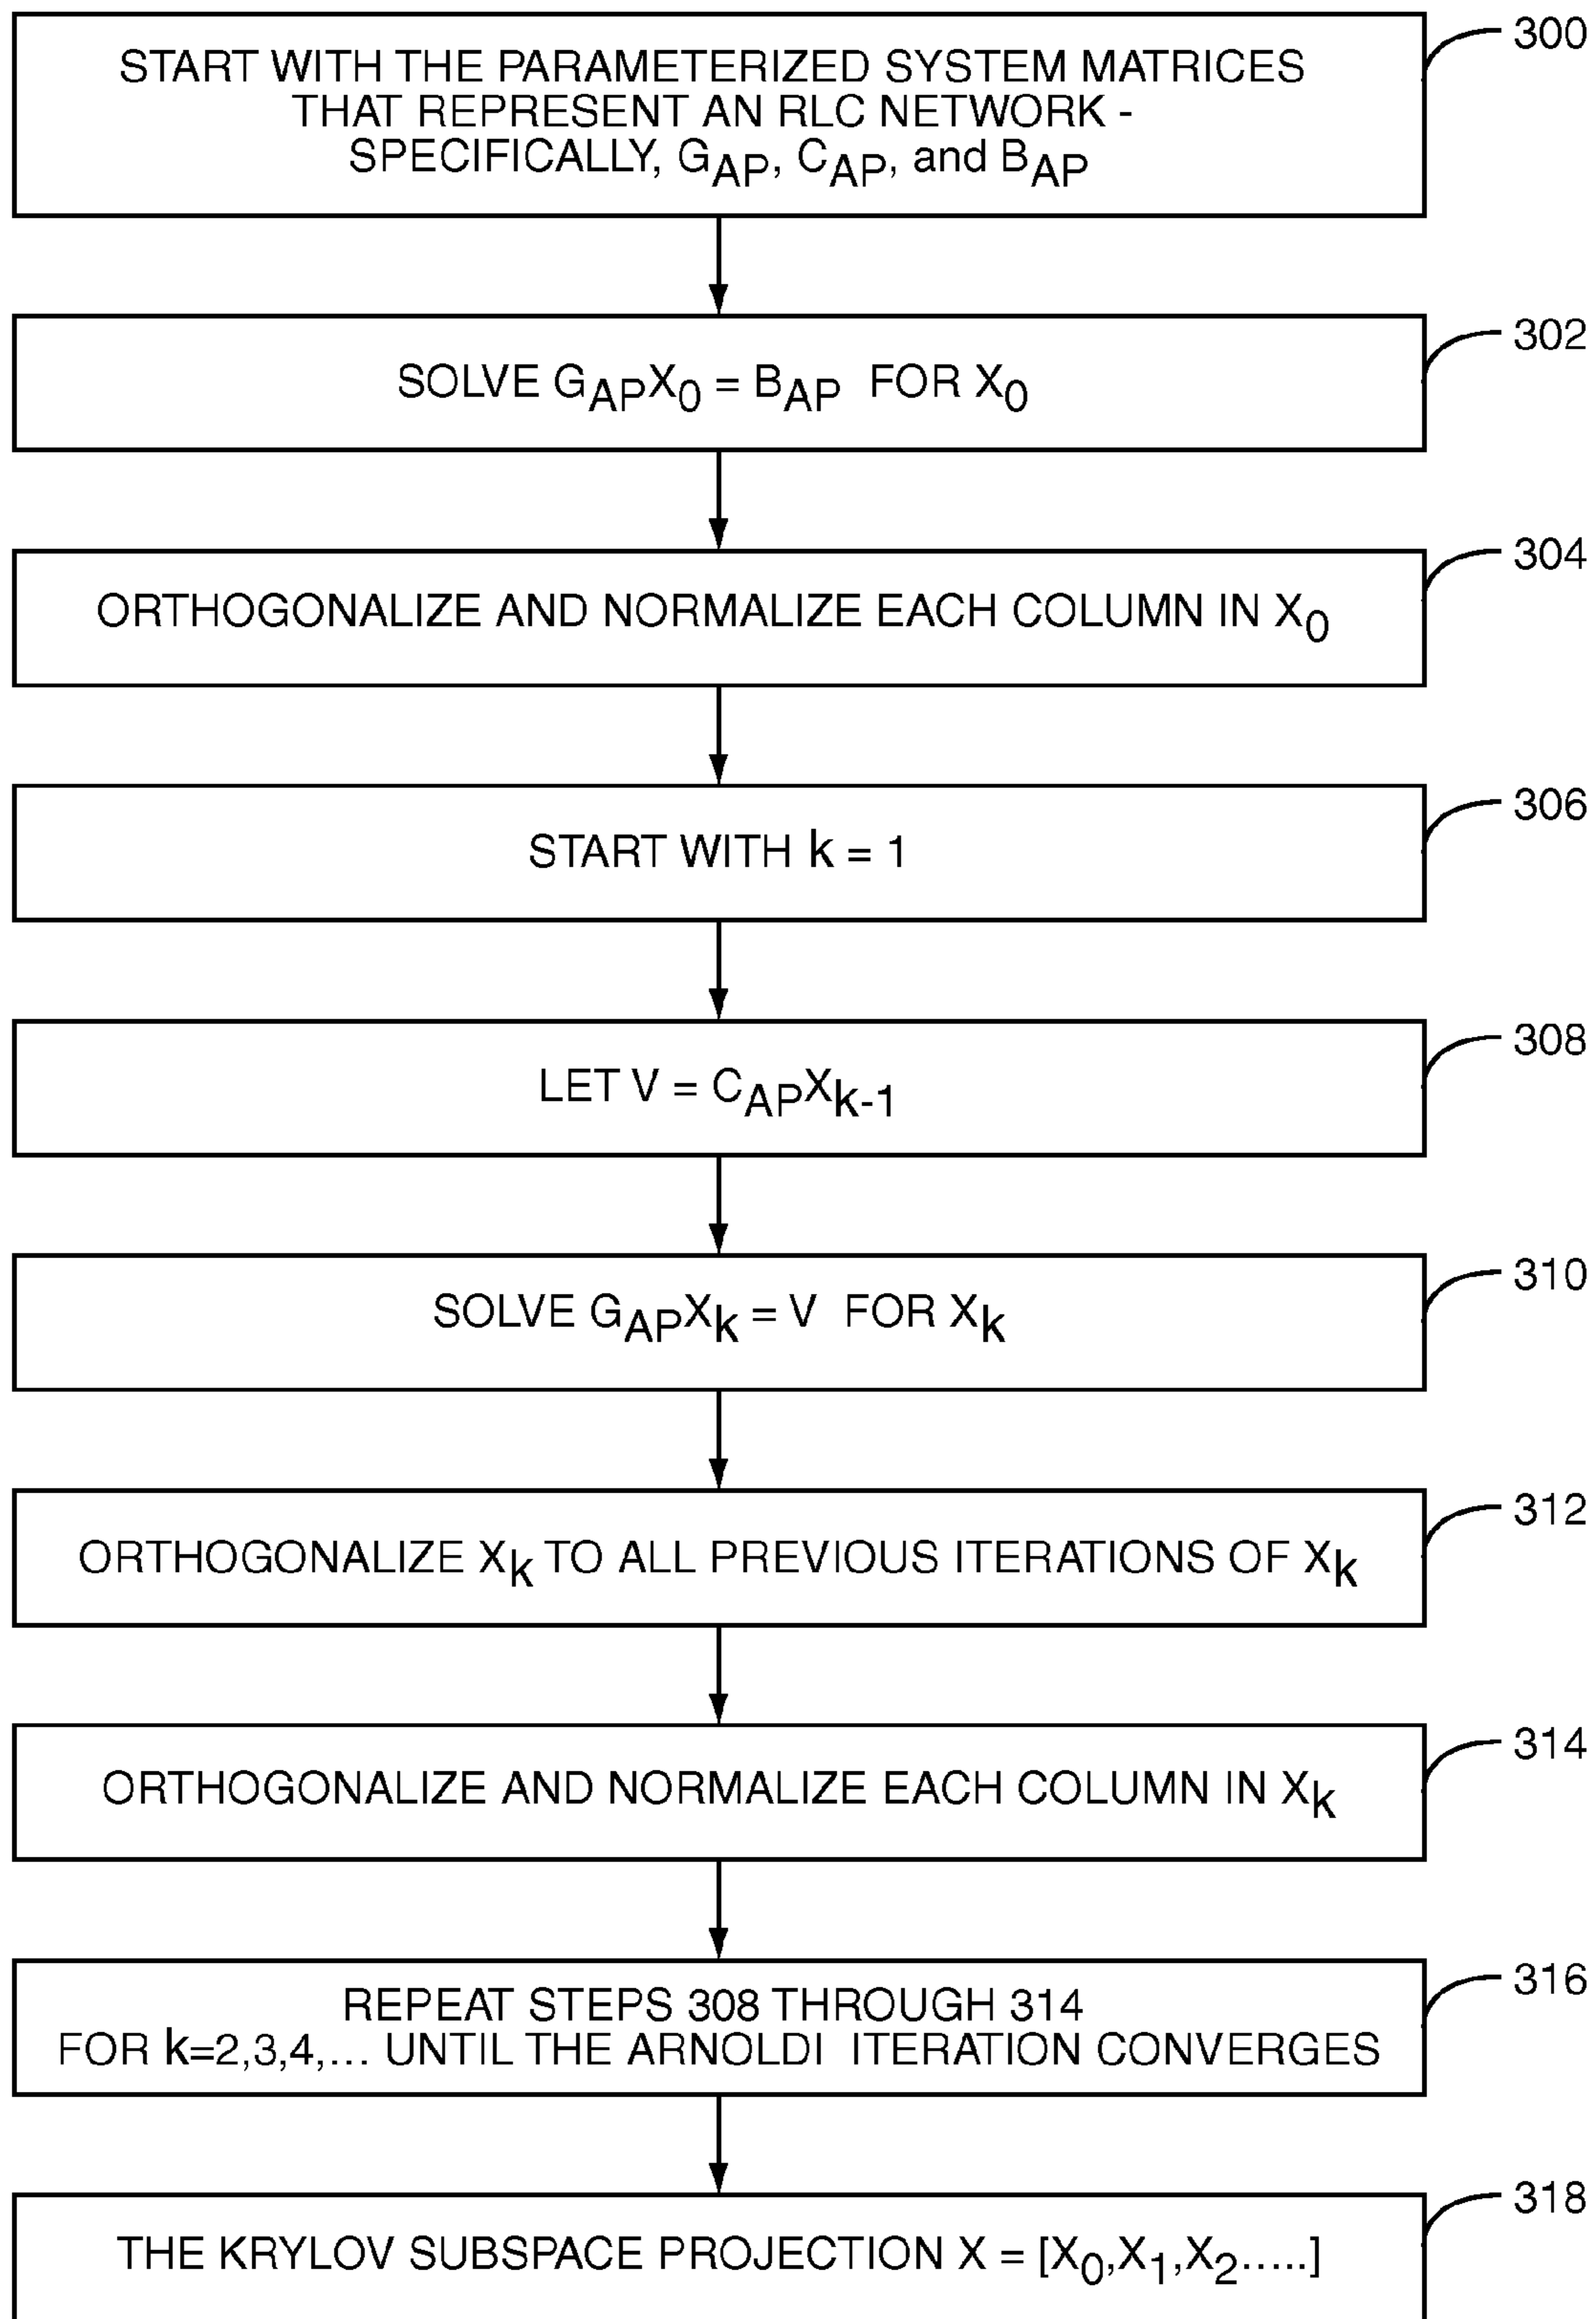 START WITH THE PARAMETERIZED SYSTEM MATRICES
THAT REPRESENT AN RLC NETWORK -
SPECIFICALLY, GAP, CAP, and BAP
300
SOLVE GAPX0 = BAP FOR X0
302
ORTHOGONALIZE AND NORMALIZE EACH COLUMN IN X0
304
START WITH k = 1
306
LET V = CAPXk-1
308
SOLVE GAPXk = V FOR Xk
310
ORTHOGONALIZE Xk TO ALL PREVIOUS ITERATIONS OF Xk
312
ORTHOGONALIZE AND NORMALIZE EACH COLUMN IN Xk
314
REPEAT STEPS 308 THROUGH 314
FOR k=2,3,4,... UNTIL THE ARNOLDI ITERATION CONVERGES
316
THE KRYLOV SUBSPACE PROJECTION X = [X0,X1,X2.....]
318